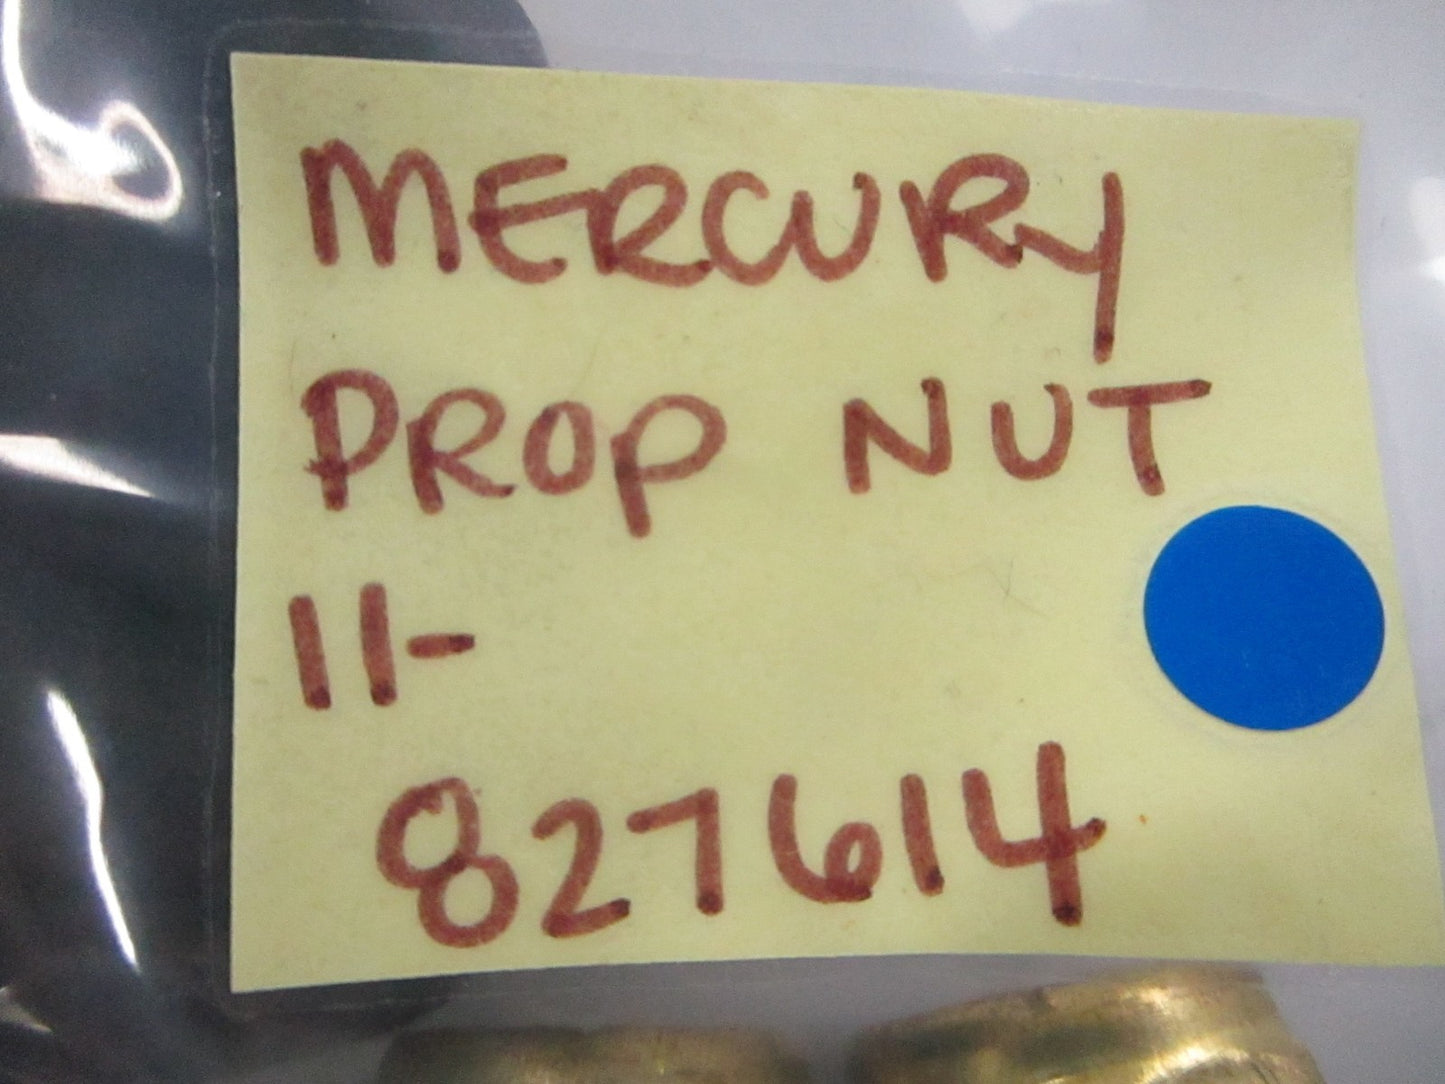 MERCURY
PROP NUT
11-
827614